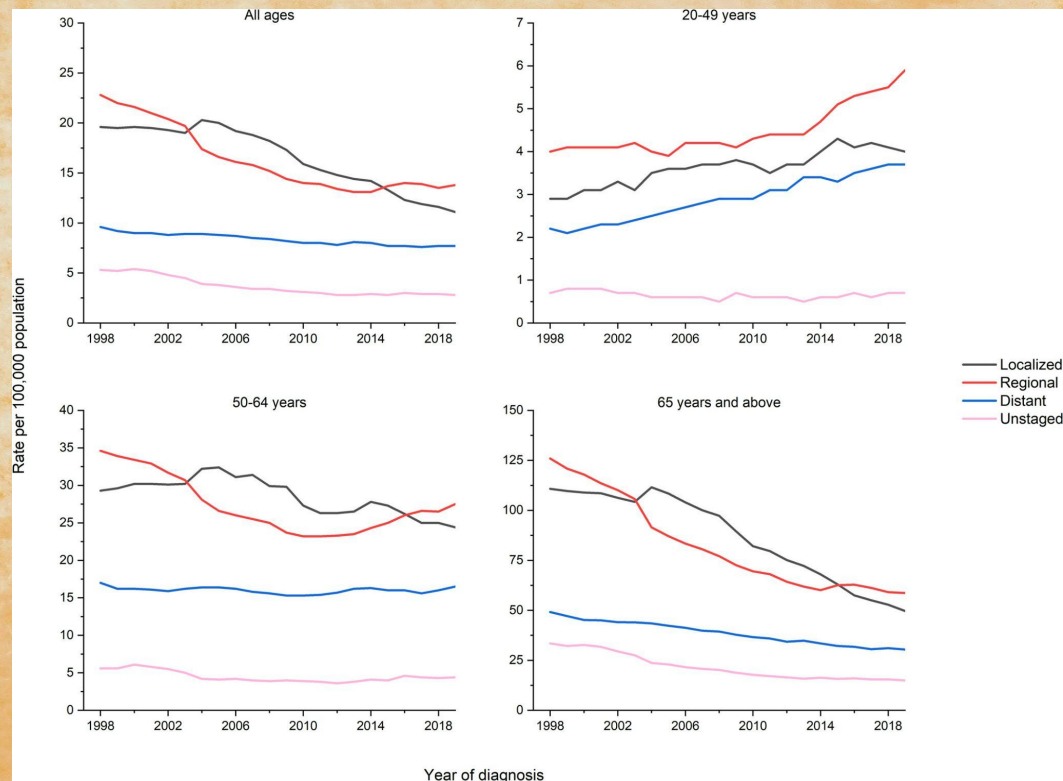 All ages
30
25
20
15
10
5
0
1998 2002 2006 2010 2014 2018
20-49 years
7
6
5
4
3
2
1
0
1998 2002 2006 2010 2014 2018
50-64 years
40
35
30
25
20
15
10
5
0
1998 2002 2006 2010 2014 2018
65 years and above
150
125
100
75
50
25
0
1998 2002 2006 2010 2014 2018
Localized
Regional
Distant
Unstaged
Rate per 100,000 population
Year of diagnosis